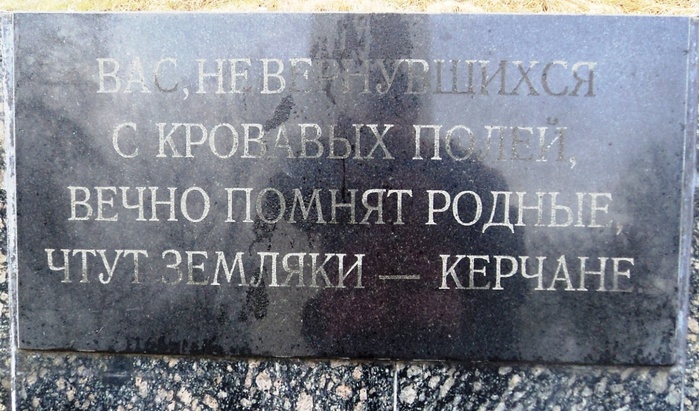 ВАС, НЕ ВЕРНУВШИХСЯ
С КРОВАВЫХ ПОЛЕЙ,
ВЕЧНО ПОМНЯТ РОДНЫЕ,
ЧТУТ ЗЕМЛЯКИ — КЕРЧАНЕ